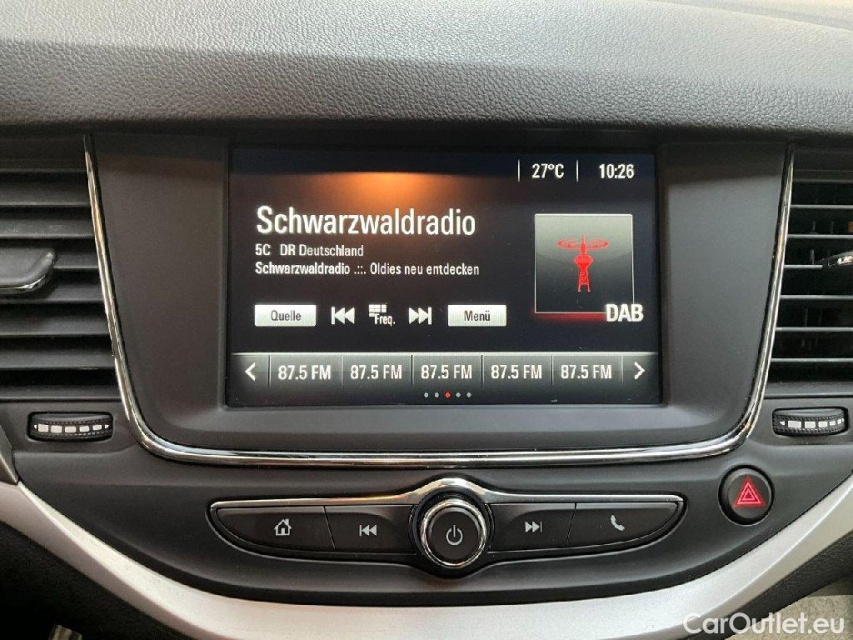 27°C 10:26
Schwarzwaldradio
5C DR Deutschland
Schwarzwaldradio .::. Oldies neu entdecken
Quelle Freq. Menü
DAB
87.5 FM 87.5 FM 87.5 FM 87.5 FM 87.5 FM
CarOutlet.eu